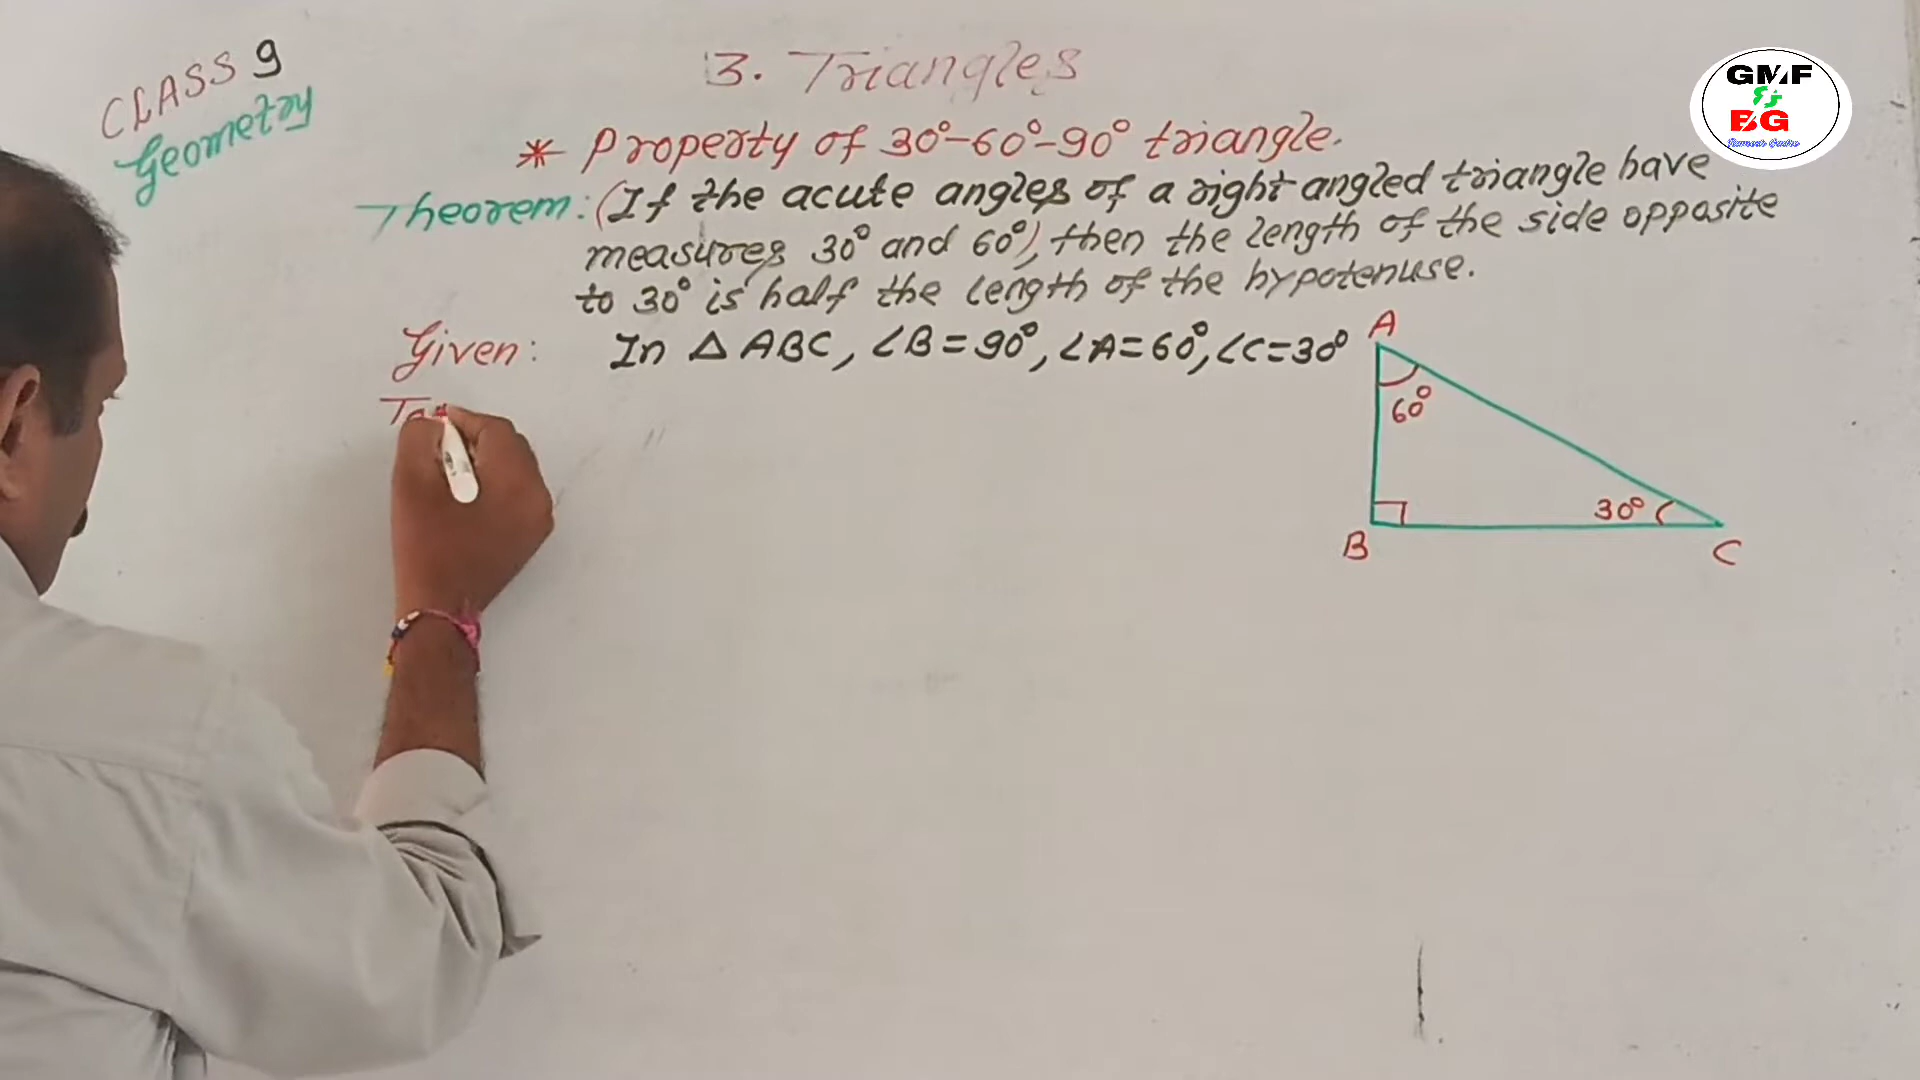 CLASS 9
Geometry
3. Triangles
* Property of 30°-60°-90° triangle.
Theorem: (If the acute angles of a right angled triangle have
measures 30° and 60°), then the length of the side opposite
to 30° is half the length of the hypotenuse.
Given: In △ABC, ∠B=90°, ∠A=60°, ∠C=30°
To
A
60°
30°
B
C
GMF
BG